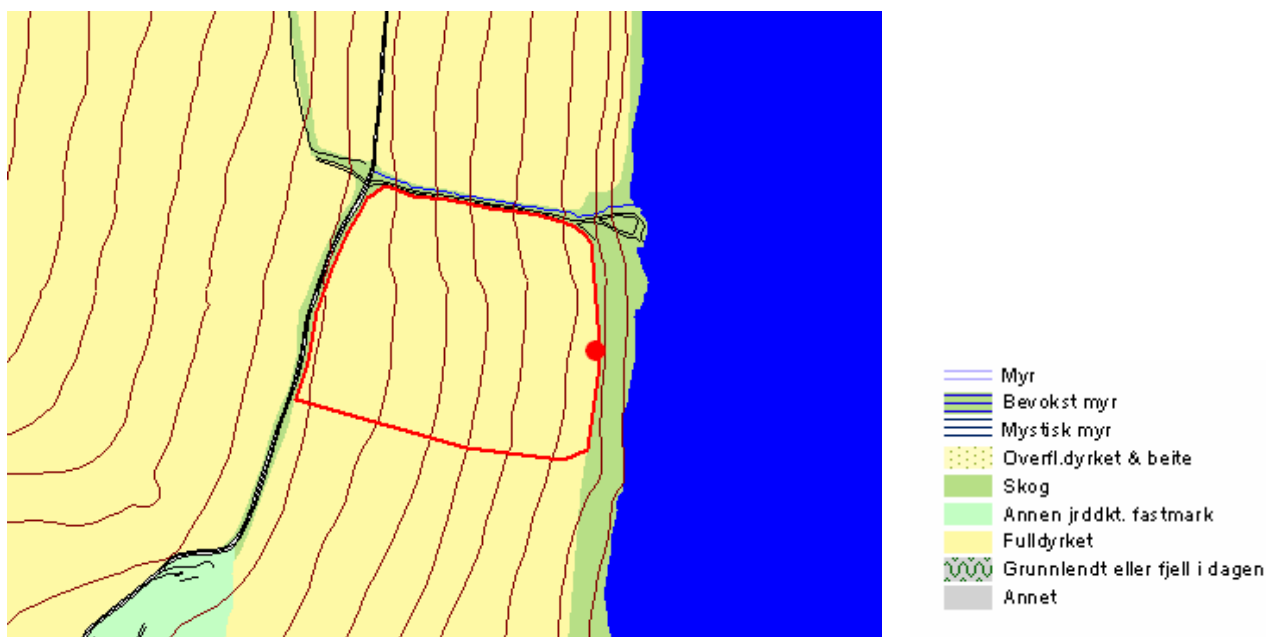 Myr
Bevokst myr
Mystisk myr
Overfl.dyrket & beite
Skog
Annen jrddkt. fastmark
Fulldyrket
Grunnlendt eller fjell i dagen
Annet